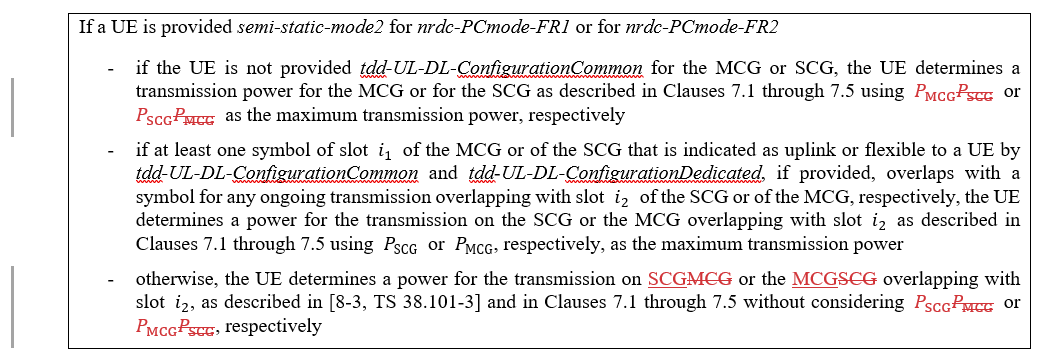 If a UE is provided semi-static-mode2 for nrdc-PCmode-FR1 or for nrdc-PCmode-FR2
- if the UE is not provided tdd-UL-DL-ConfigurationCommon for the MCG or SCG, the UE determines a
transmission power for the MCG or for the SCG as described in Clauses 7.1 through 7.5 using P_MCG P_SCG or
P_SCG P_MCG as the maximum transmission power, respectively
- if at least one symbol of slot i₁ of the MCG or of the SCG that is indicated as uplink or flexible to a UE by
tdd-UL-DL-ConfigurationCommon and tdd-UL-DL-ConfigurationDedicated, if provided, overlaps with a
symbol for any ongoing transmission overlapping with slot i₂ of the SCG or of the MCG, respectively, the UE
determines a power for the transmission on the SCG or the MCG overlapping with slot i₂ as described in
Clauses 7.1 through 7.5 using P_SCG or P_MCG, respectively, as the maximum transmission power
- otherwise, the UE determines a power for the transmission on SCGMCG or the MCGSCG overlapping with
slot i₂, as described in [8-3, TS 38.101-3] and in Clauses 7.1 through 7.5 without considering P_SCG P_MCG or
P_MCG P_SCG, respectively